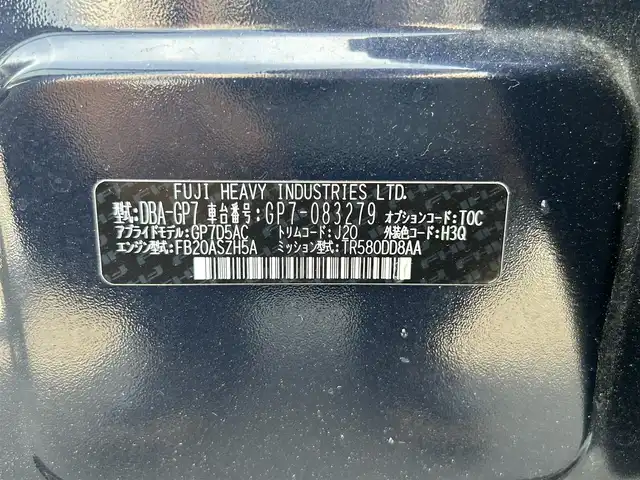 FUJI HEAVY INDUSTRIES LTD.
型式:DBA-GP7 車台番号:GP7-083279 オプションコード:TOC
アプライドモデル:GP7D5AC トリムコード:J20 外装色コード:H3Q
エンジン型式:FB20ASZH5A ミッション型式:TR580DD8AA